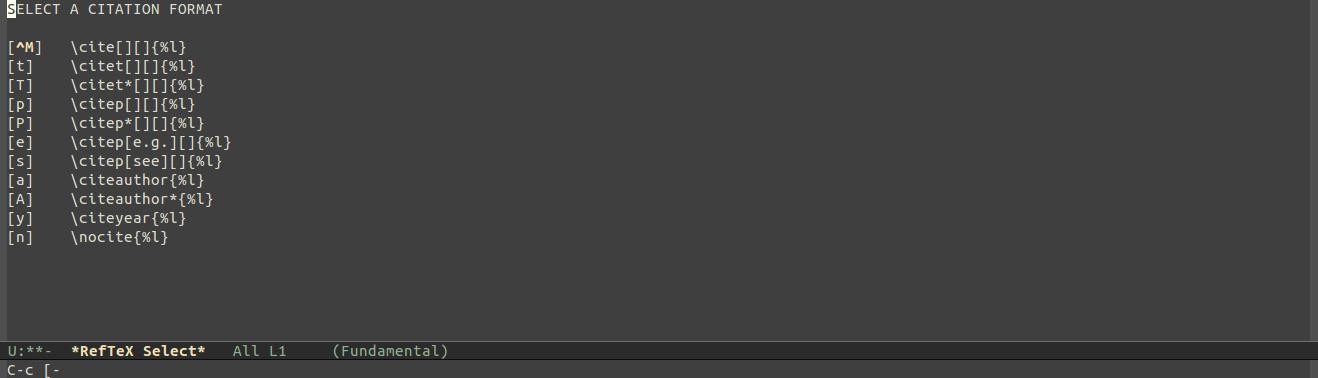 SELECT A CITATION FORMAT
[^M] \cite[][]{%l}
[t] \citet[][]{%l}
[T] \citet*[][]{%l}
[p] \citep[][]{%l}
[P] \citep*[][]{%l}
[e] \citep[e.g.][]{%l}
[s] \citep[see][]{%l}
[a] \citeauthor{%l}
[A] \citeauthor*{%l}
[y] \citeyear{%l}
[n] \nocite{%l}
U:**- *RefTeX Select* All L1 (Fundamental)
C-c [-